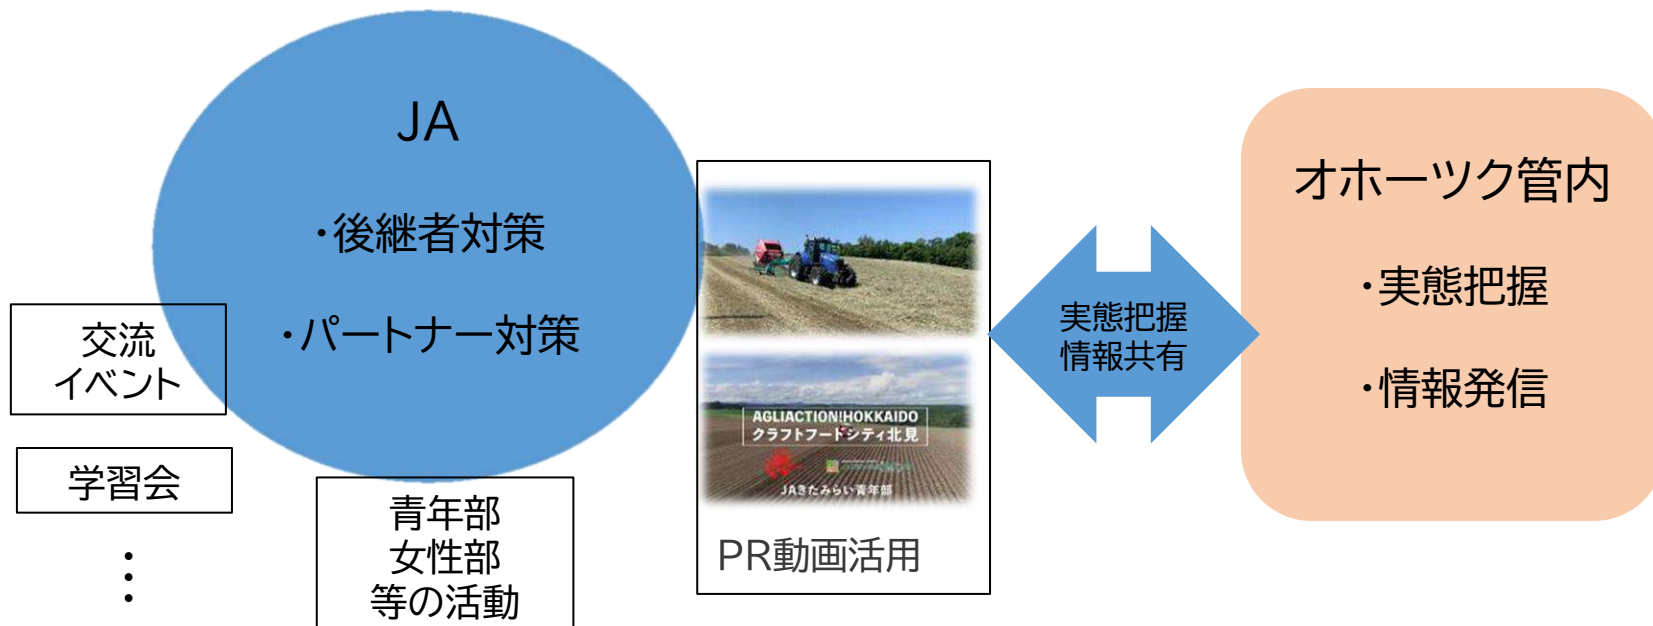 JA
・後継者対策
・パートナー対策
交流
イベント
学習会
青年部
女性部
等の活動
AGLIACTION!HOKKAIDO
クラフトフードシティ北見
JAきたみらい青年部
PR動画活用
実態把握
情報共有
オホーツク管内
・実態把握
・情報発信